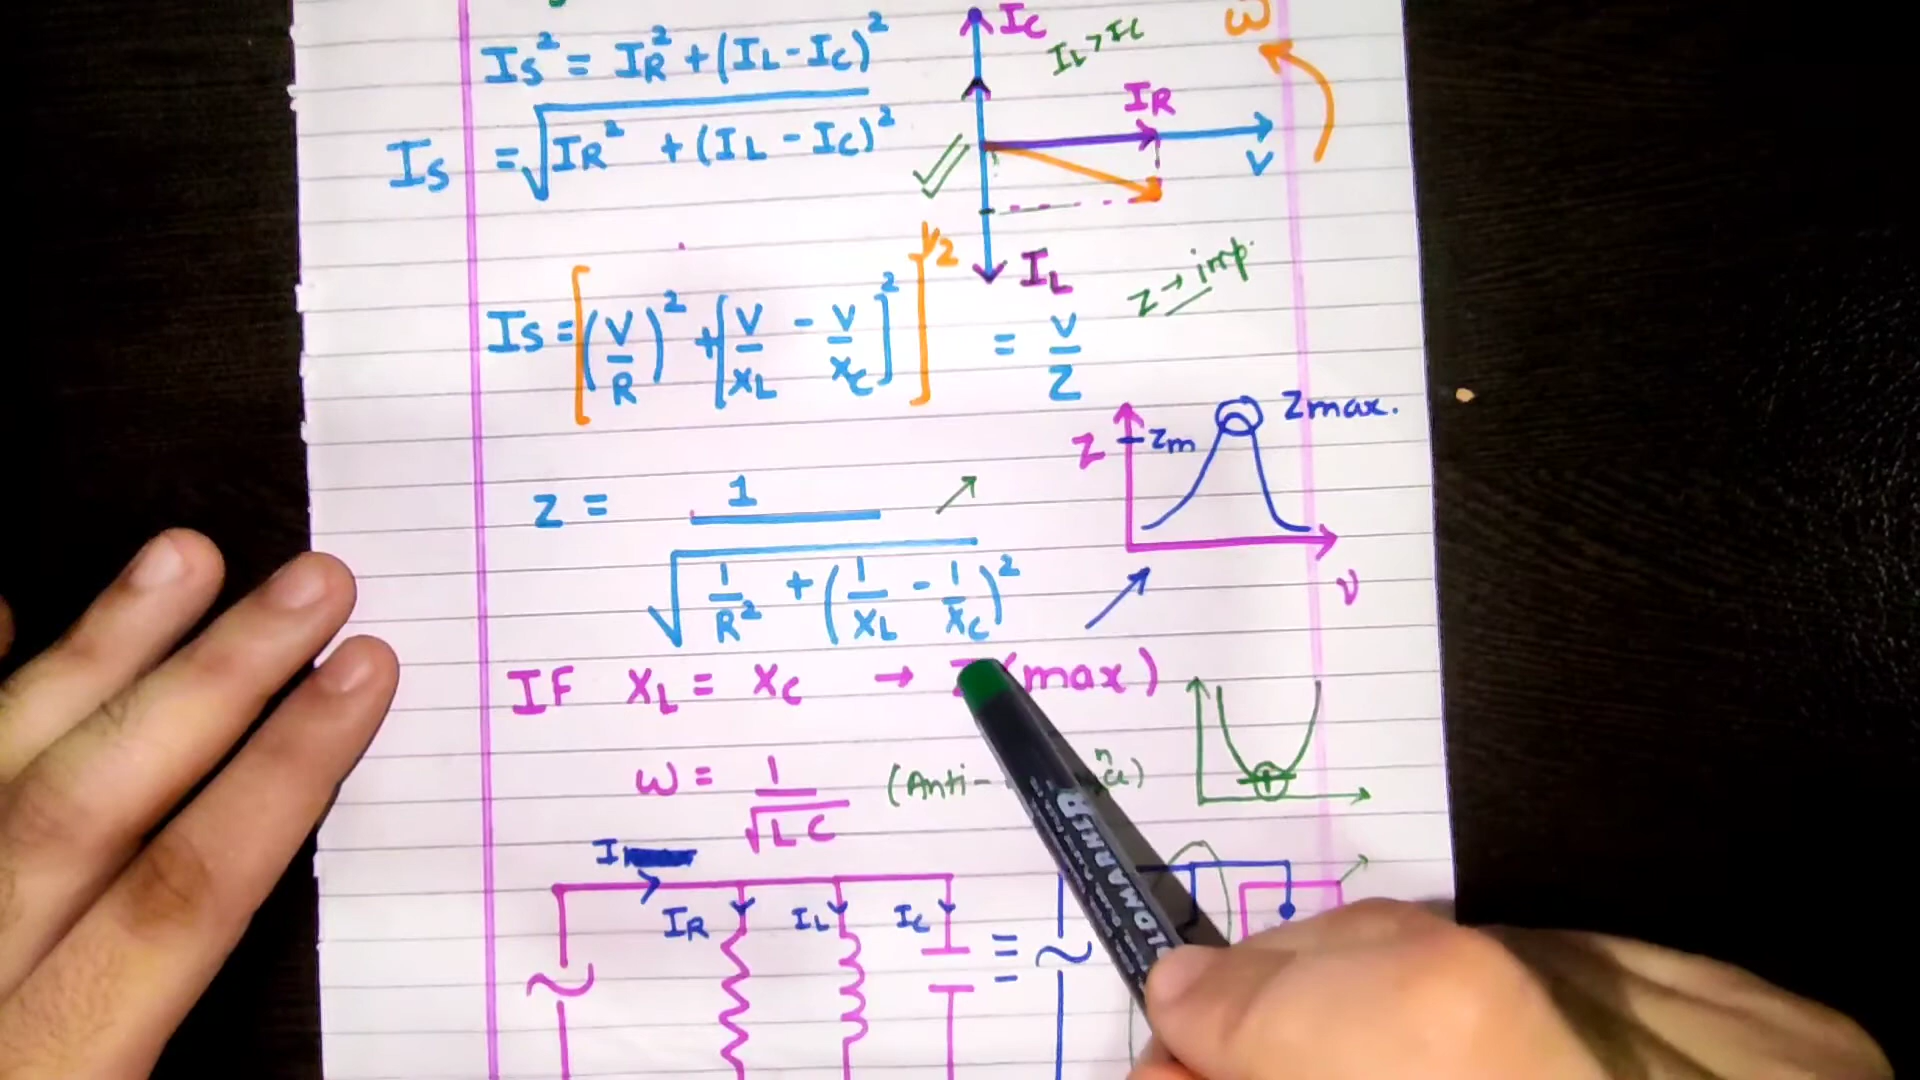 Is² = IR² + (IL - Ic)²
Is = √IR² + (IL - Ic)²
Ic
IL > Ic
ω
IR
V
IL
Is = [(V/R)² + [V/XL - V/Xc]²]^1/2 = V/Z
Z → imp.
Z = 1/√1/R² + (1/XL - 1/Xc)²
Z
Zm
Zmax.
ν
IF XL = Xc → Z (max)
ω = 1/√LC (Anti-
I
IR IL Ic ≡